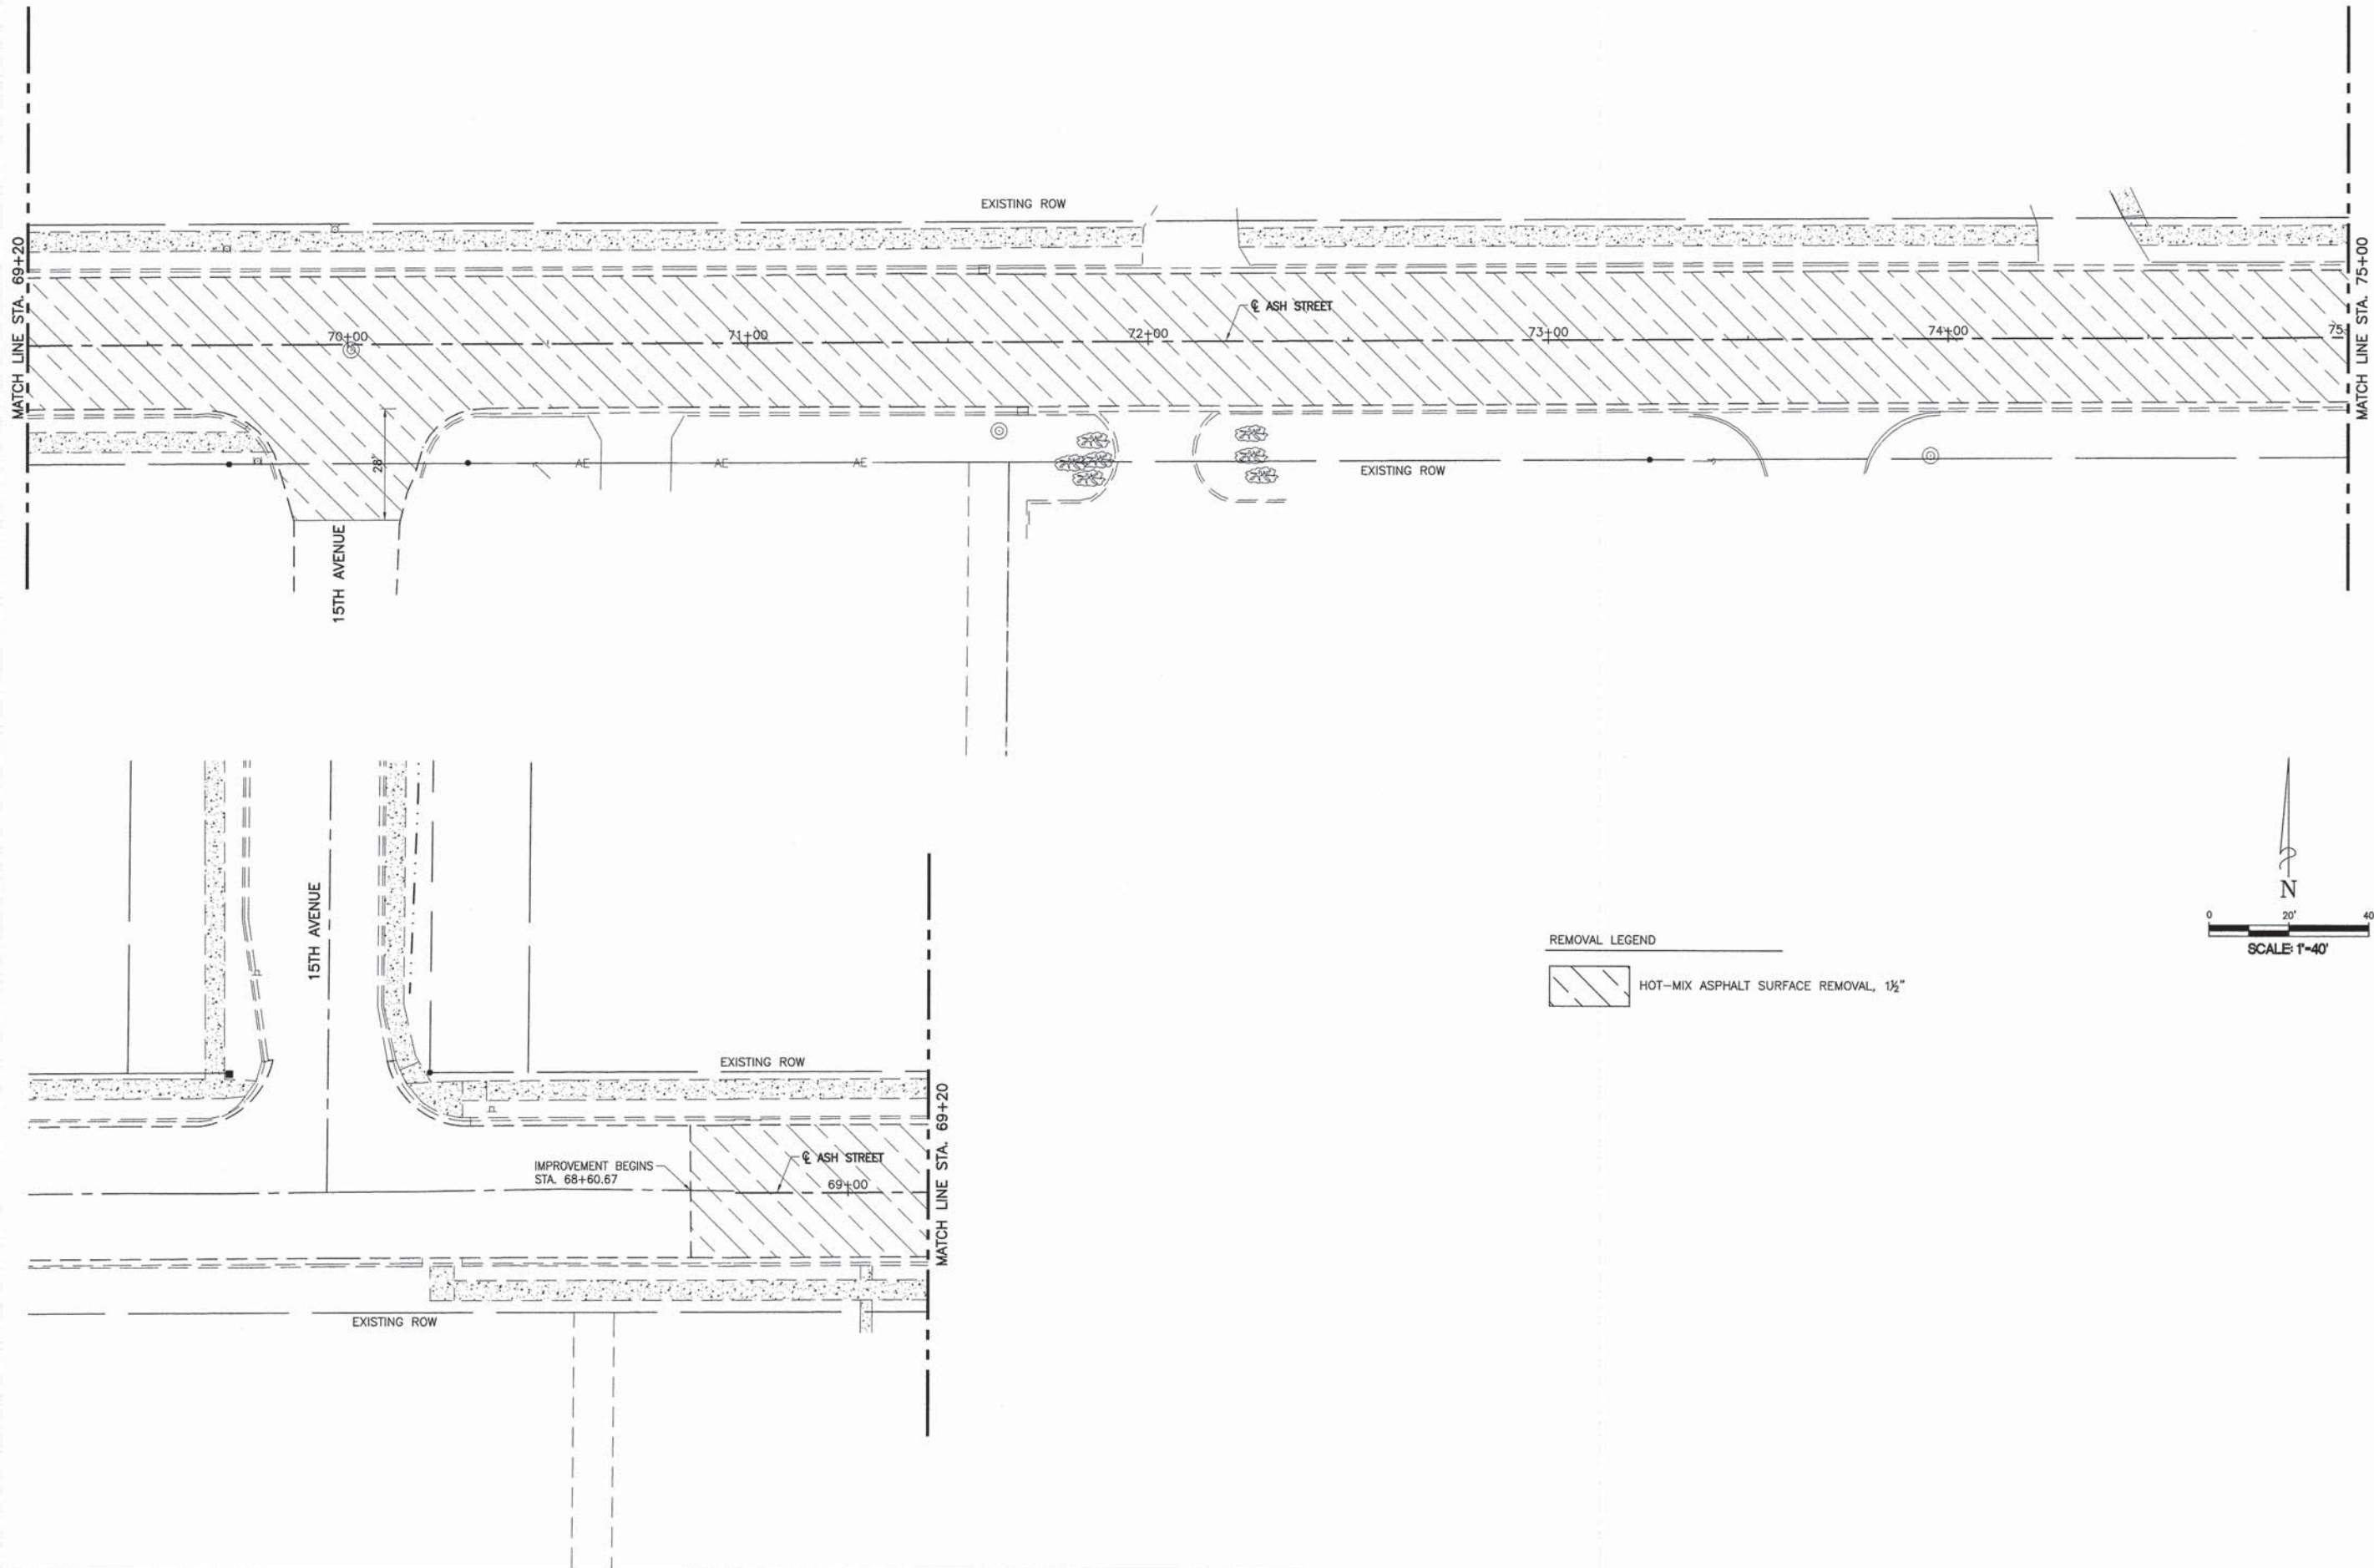 EXISTING ROW
MATCH LINE STA. 69+20
MATCH LINE STA. 75+00
℄ ASH STREET
70+00
71+00
72+00
73+00
74+00
75
28'
AE
AE
AE
EXISTING ROW
15TH AVENUE
15TH AVENUE
N
0 20' 40
SCALE: 1"=40'
REMOVAL LEGEND
HOT-MIX ASPHALT SURFACE REMOVAL, 1½"
EXISTING ROW
MATCH LINE STA. 69+20
IMPROVEMENT BEGINS
STA. 68+60.67
℄ ASH STREET
69+00
EXISTING ROW